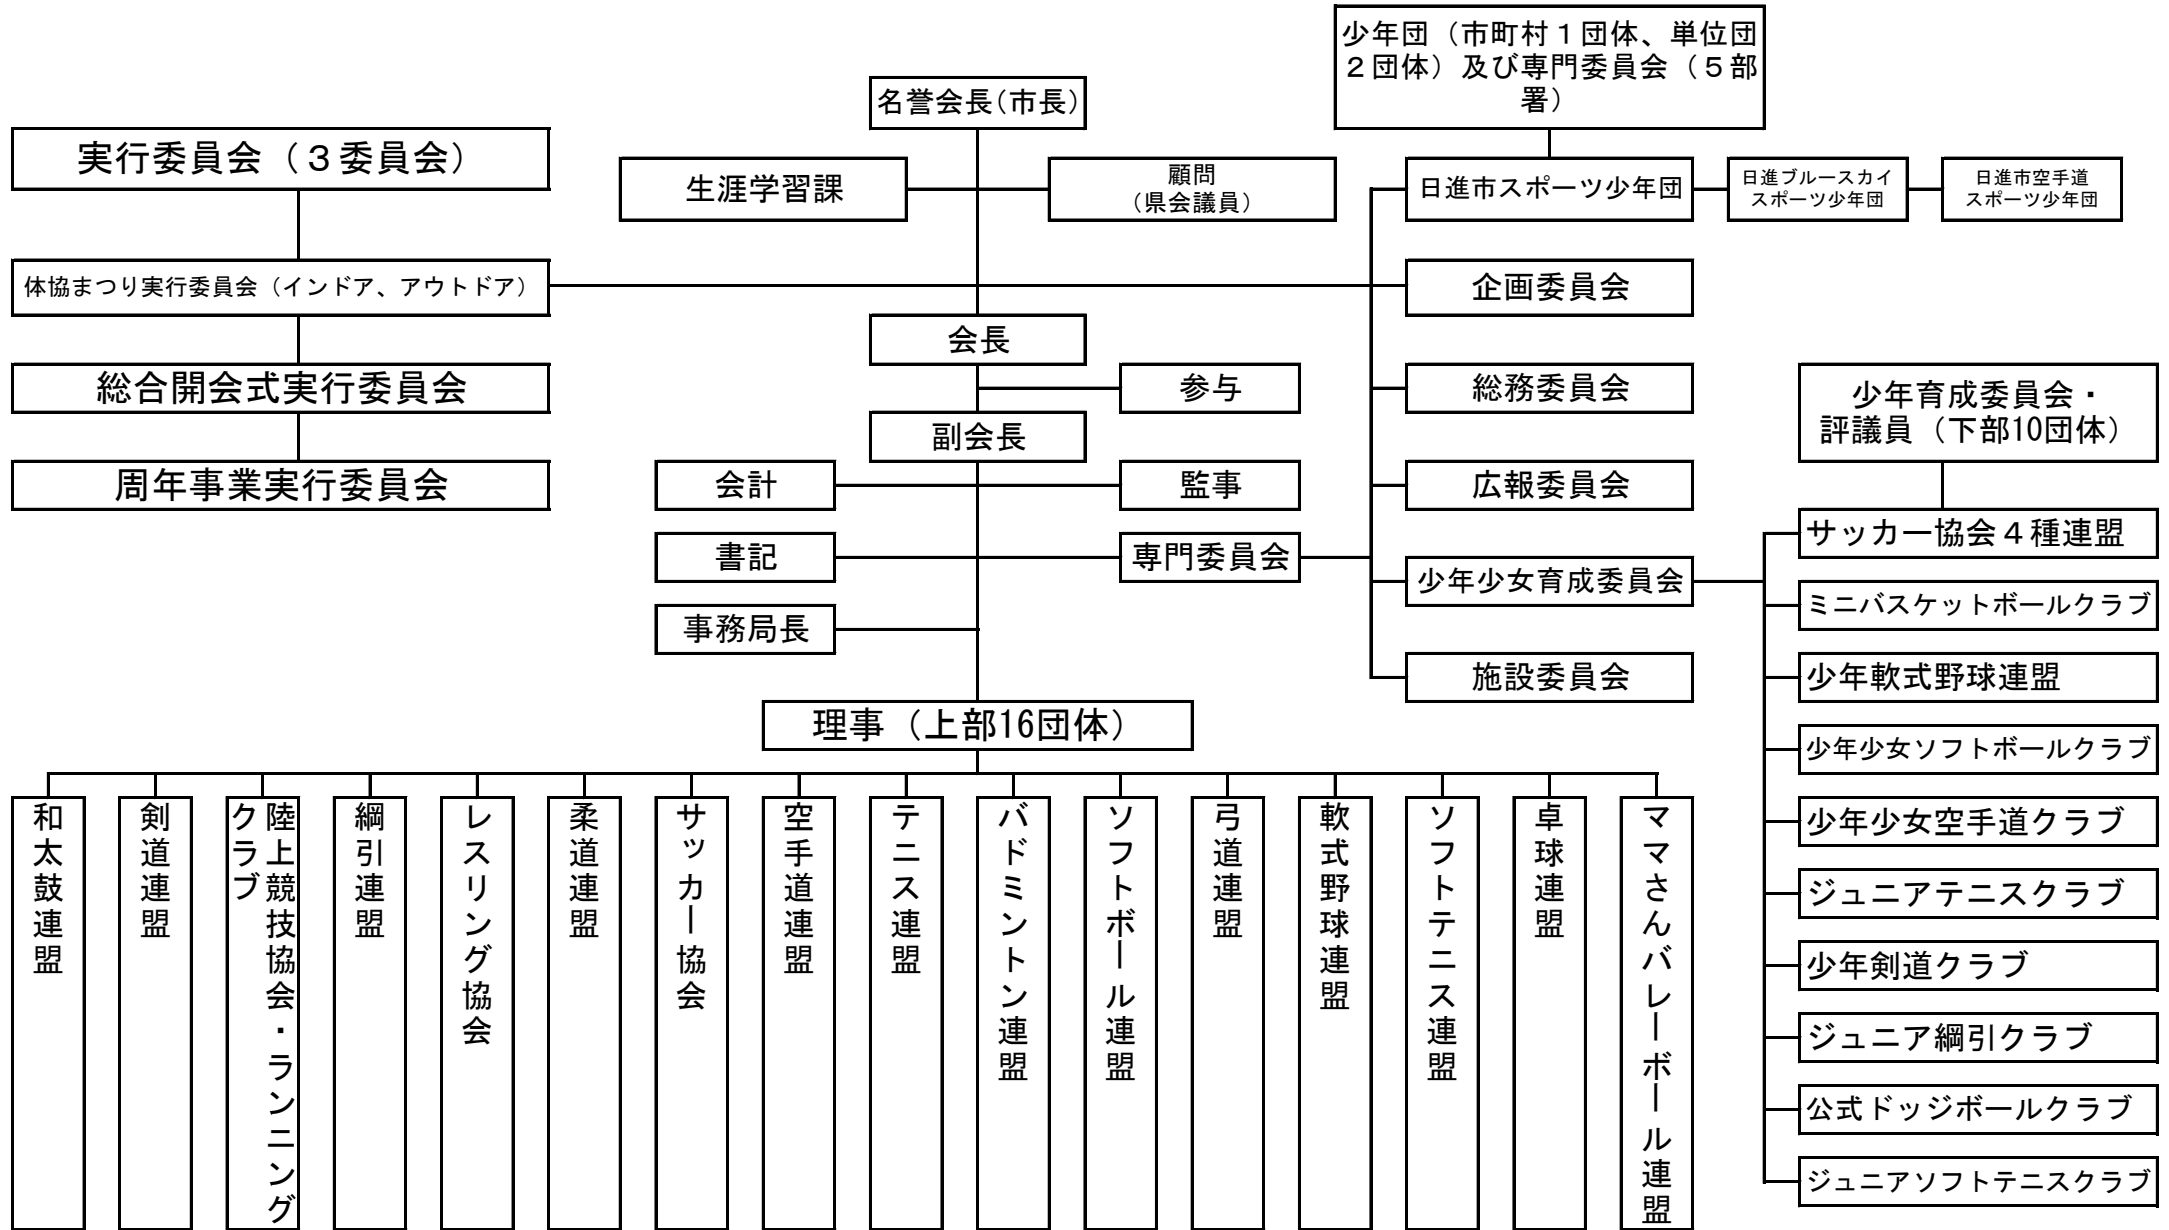 少年団（市町村１団体、単位団
２団体）及び専門委員会（５部
署）
名誉会長(市長)
実行委員会（３委員会）
生涯学習課
顧問
（県会議員）
日進市スポーツ少年団
日進ブルースカイ
スポーツ少年団
日進市空手道
スポーツ少年団
体協まつり実行委員会（インドア、アウトドア）
企画委員会
会長
総合開会式実行委員会
参与
総務委員会
少年育成委員会・
評議員（下部10団体）
副会長
周年事業実行委員会
会計
監事
広報委員会
サッカー協会４種連盟
書記
専門委員会
少年少女育成委員会
ミニバスケットボールクラブ
事務局長
施設委員会
少年軟式野球連盟
理事（上部16団体）
少年少女ソフトボールクラブ
少年少女空手道クラブ
ジュニアテニスクラブ
少年剣道クラブ
ジュニア綱引クラブ
公式ドッジボールクラブ
ジュニアソフトテニスクラブ
和太鼓連盟
剣道連盟
陸上競技協会・ランニング
クラブ
綱引連盟
レスリング協会
柔道連盟
サッカー協会
空手道連盟
テニス連盟
バドミントン連盟
ソフトボール連盟
弓道連盟
軟式野球連盟
ソフトテニス連盟
卓球連盟
ママさんバレーボール連盟